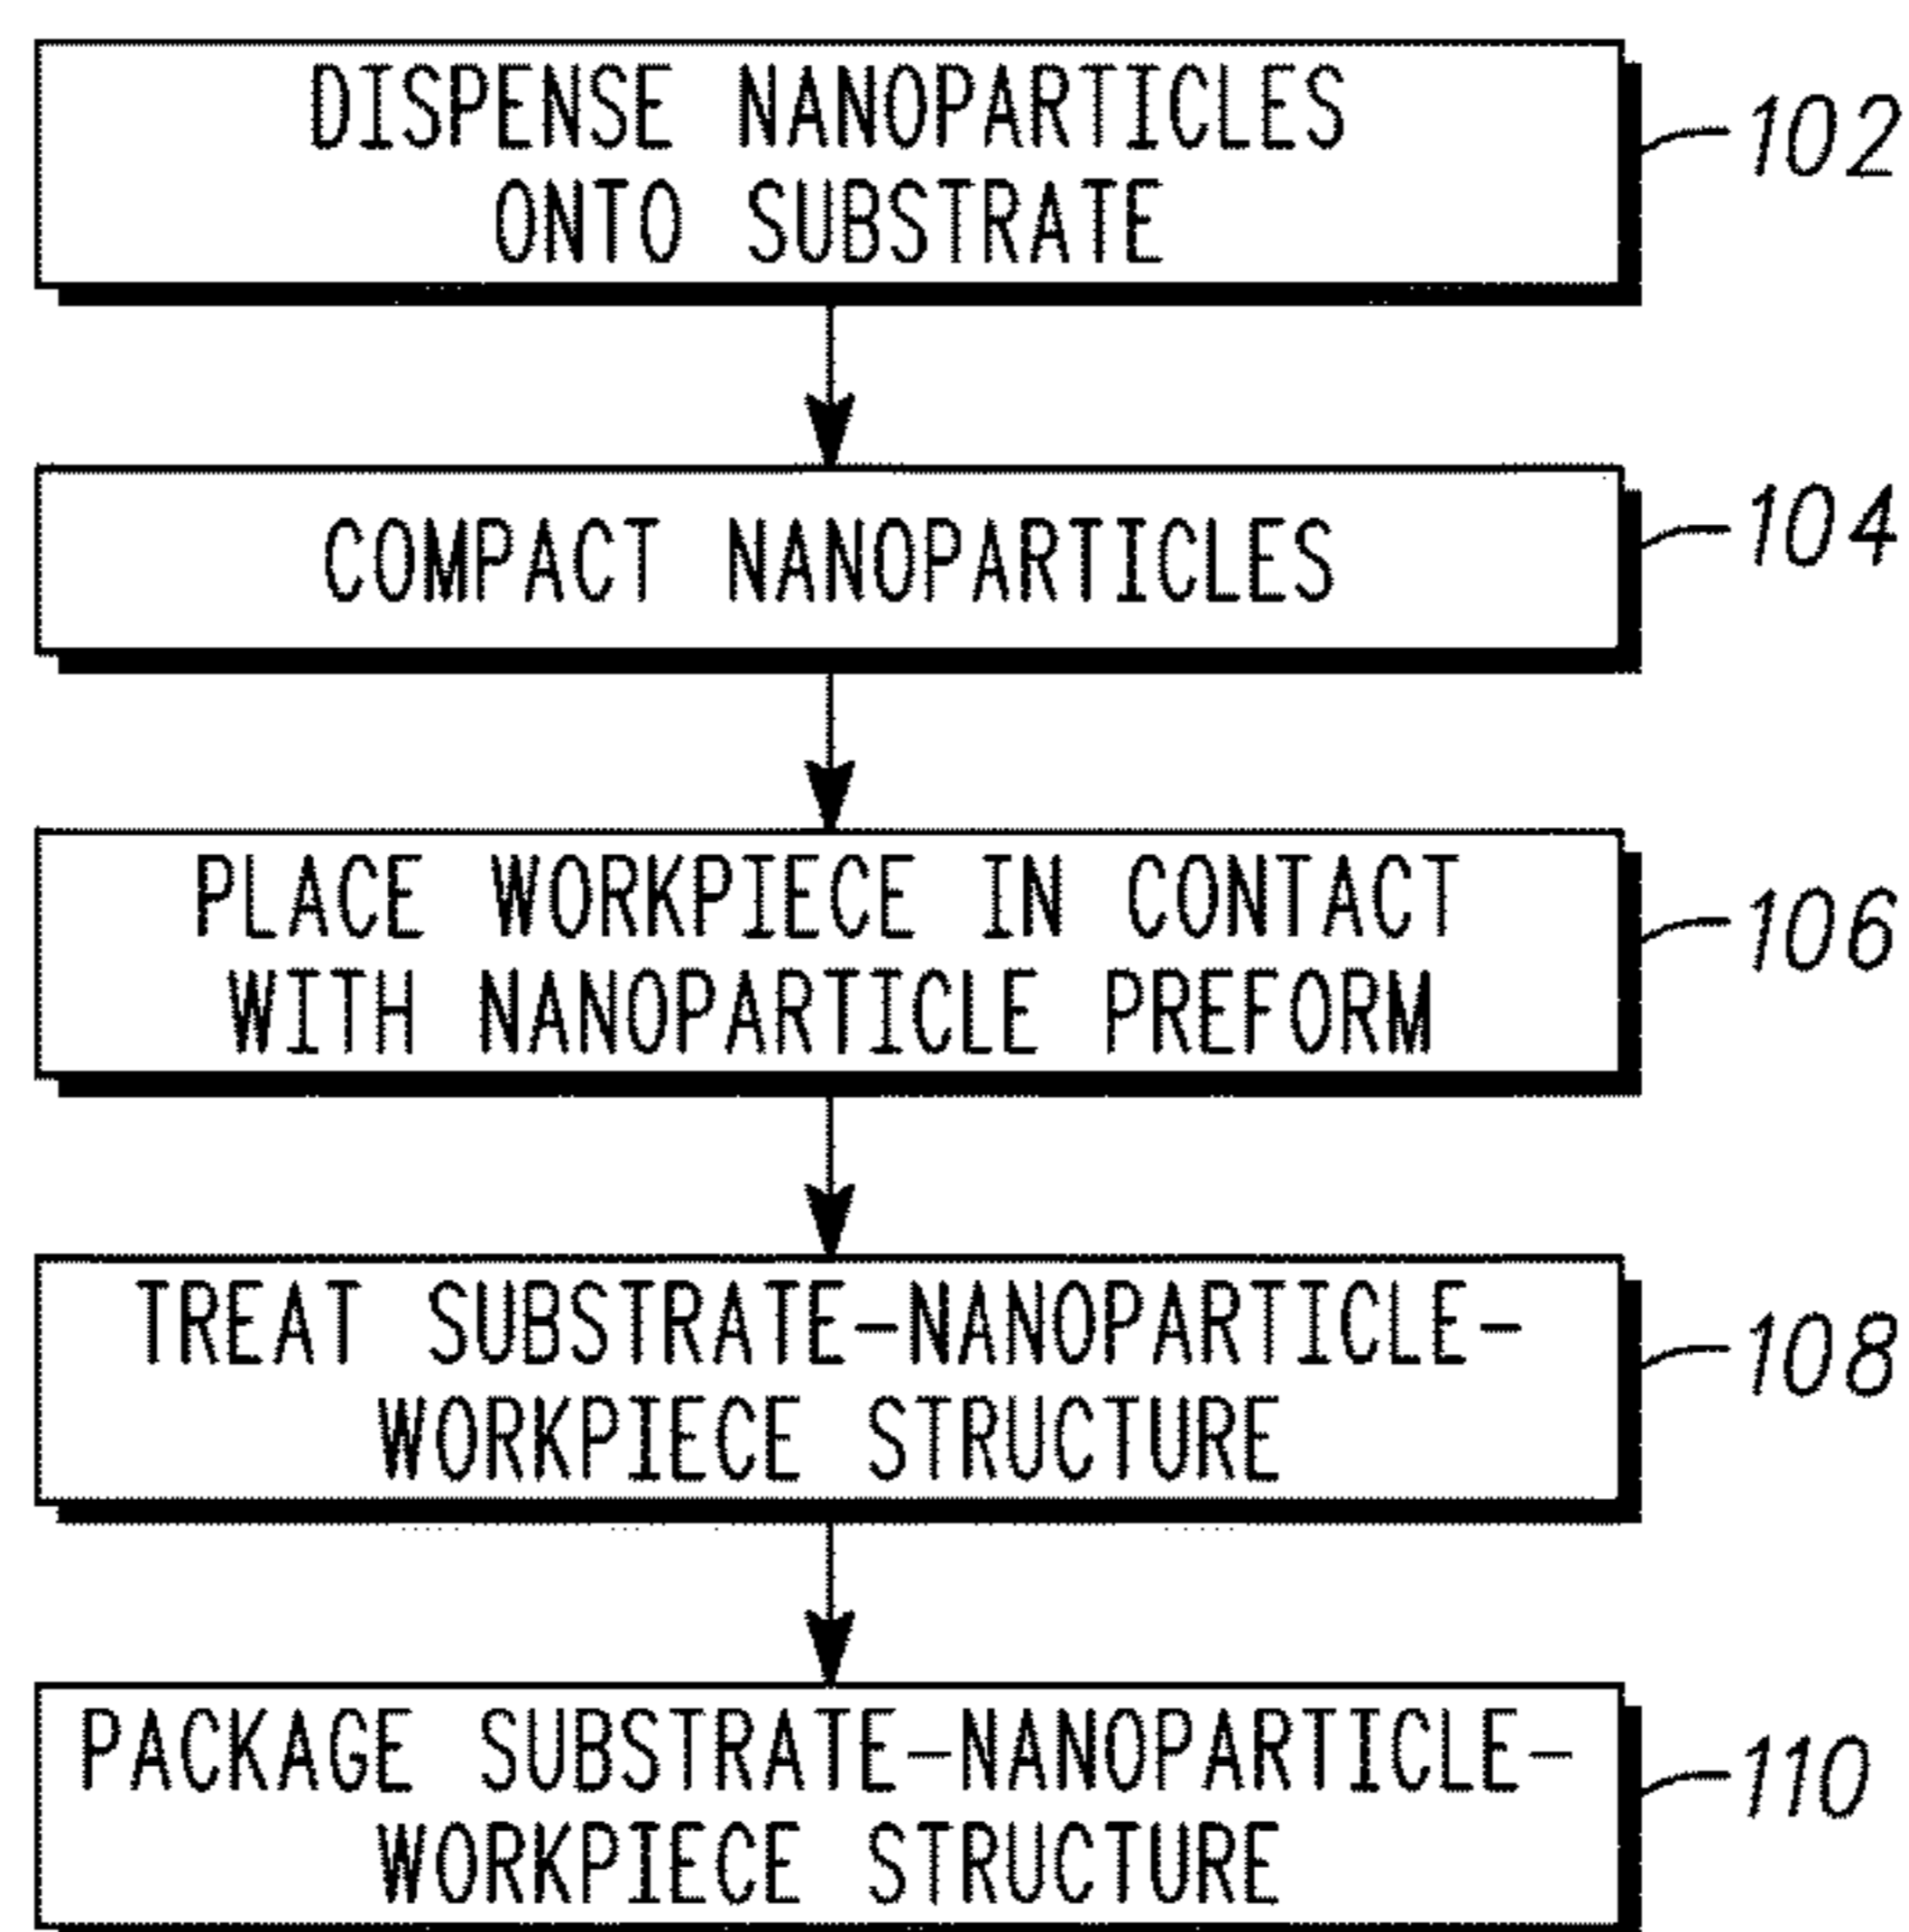 DISPENSE NANOPARTICLES
ONTO SUBSTRATE
102
COMPACT NANOPARTICLES
104
PLACE WORKPIECE IN CONTACT
WITH NANOPARTICLE PREFORM
106
TREAT SUBSTRATE-NANOPARTICLE-
WORKPIECE STRUCTURE
108
PACKAGE SUBSTRATE-NANOPARTICLE-
WORKPIECE STRUCTURE
110